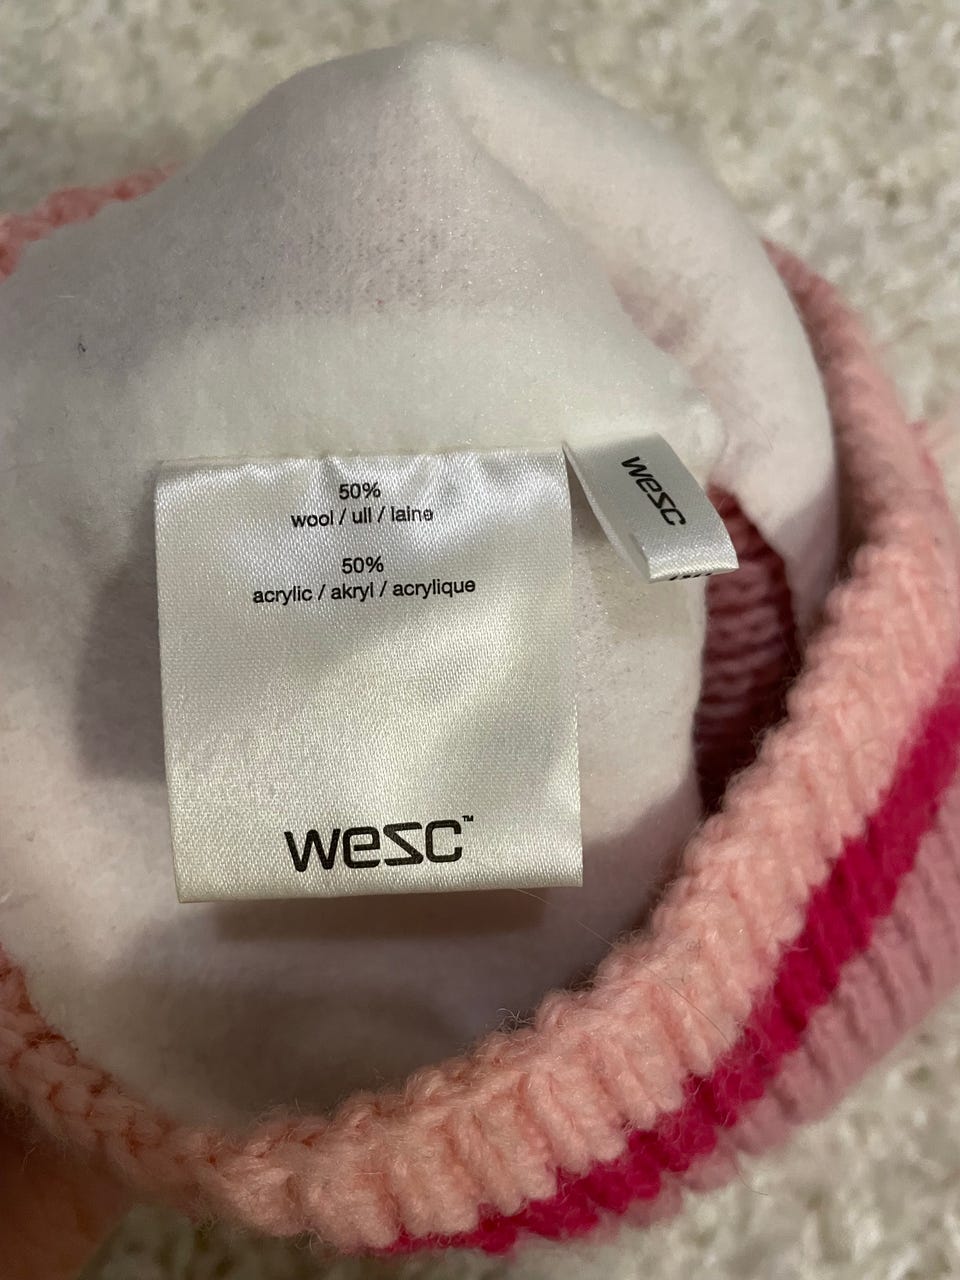 50%
wool / ull / laine
50%
acrylic / akryl / acrylique
wesc™
wesc